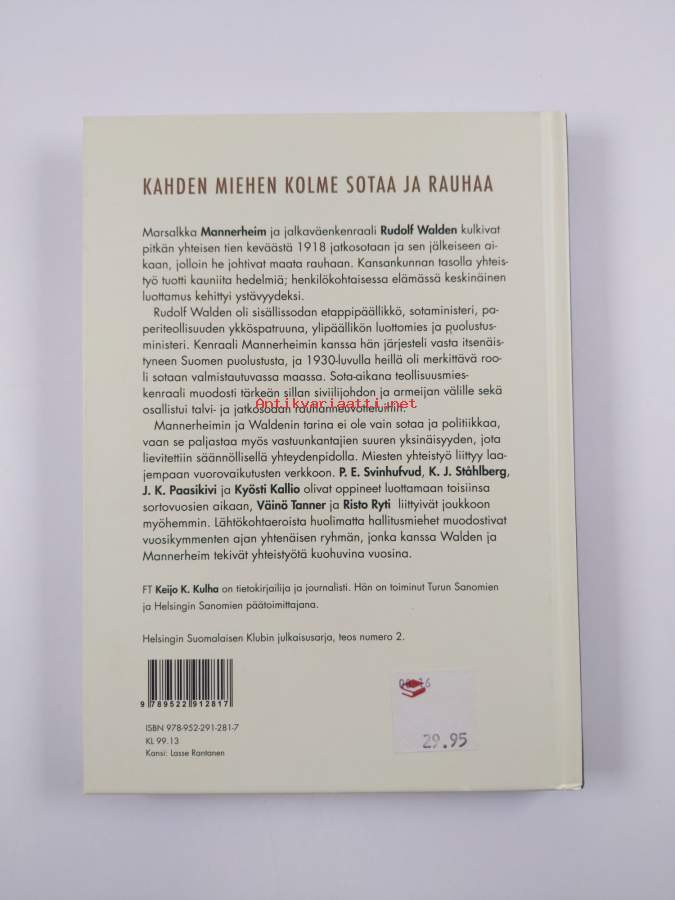 KAHDEN MIEHEN KOLME SOTAA JA RAUHAA
Marsalkka Mannerheim ja jalkaväenkenraali Rudolf Walden kulkivat
pitkän yhteisen tien keväästä 1918 jatkosotaan ja sen jälkeiseen ai-
kaan, jolloin he johtivat maata rauhaan. Kansankunnan tasolla yhteis-
työ tuotti kauniita hedelmiä; henkilökohtaisessa elämässä keskinäinen
luottamus kehittyi ystävyydeksi.
Rudolf Walden oli sisällissodan etappipäällikkö, sotaministeri, pa-
periteollisuuden ykköspatruuna, ylipäällikön luottomies ja puolustus-
ministeri. Kenraali Mannerheimin kanssa hän järjesteli vasta itsenäis-
tyneen Suomen puolustusta, ja 1930-luvulla heillä oli merkittävä roo-
li sotaan valmistautuvassa maassa. Sota-aikana teollisuusmies-
kenraali muodosti tärkeän sillan siviilijohdon ja armeijan välille sekä
osallistui talvi- ja jatkosodan rauhanneuvotteluihin.
Antikvariaatti.net
Mannerheimin ja Waldenin tarina ei ole vain sotaa ja politiikkaa,
vaan se paljastaa myös vastuunkantajien suuren yksinäisyyden, jota
lievitettiin säännöllisellä yhteydenpidolla. Miesten yhteistyö liittyy laa-
jempaan vuorovaikutusten verkkoon. P. E. Svinhufvud, K. J. Ståhlberg,
J. K. Paasikivi ja Kyösti Kallio olivat oppineet luottamaan toisiinsa
sortovuosien aikaan, Väinö Tanner ja Risto Ryti liittyivät joukkoon
myöhemmin. Lähtökohtaeroista huolimatta hallitusmiehet muodostivat
vuosikymmenten ajan yhtenäisen ryhmän, jonka kanssa Walden ja
Mannerheim tekivät yhteistyötä kuohuvina vuosina.
FT Keijo K. Kulha on tietokirjailija ja journalisti. Hän on toiminut Turun Sanomien
ja Helsingin Sanomien päätoimittajana.
Helsingin Suomalaisen Klubin julkaisusarja, teos numero 2.
9 789522 912817
ISBN 978-952-291-281-7
KL 99.13
Kansi: Lasse Rantanen
29.95